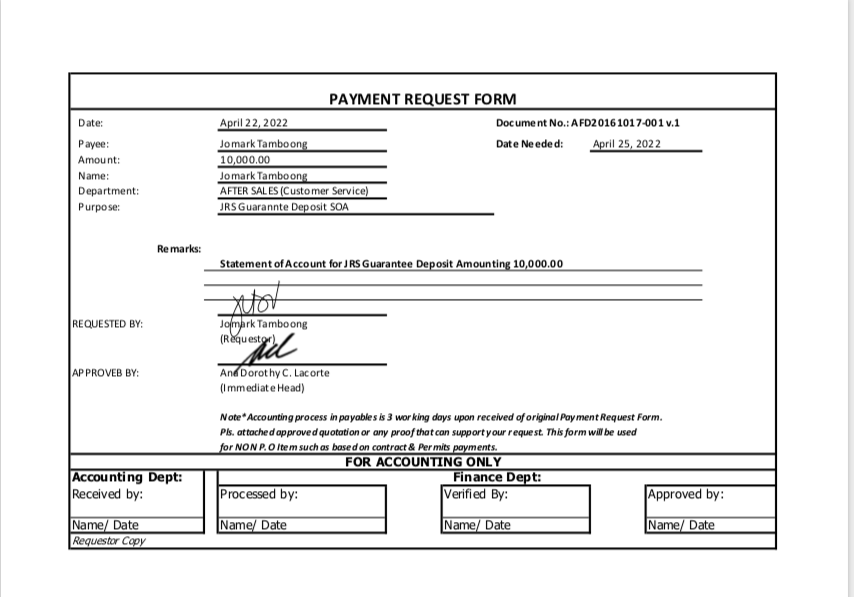 PAYMENT REQUEST FORM
Date: April 22, 2022 Document No.: AFD20161017-001 v.1
Payee: Jomark Tamboong Date Needed: April 25, 2022
Amount: 10,000.00
Name: Jomark Tamboong
Department: AFTER SALES (Customer Service)
Purpose: JRS Guarannte Deposit SOA
Remarks:
Statement of Account for JRS Guarantee Deposit Amounting 10,000.00
REQUESTED BY: Jomark Tamboong
(Requestor)
APPROVEB BY: Ana Dorothy C. Lacorte
(Immediate Head)
Note*Accounting process in payables is 3 working days upon received of original Payment Request Form.
Pls. attached approved quotation or any proof that can support your request. This form will be used
for NON P.O Item such as based on contract & Permits payments.
FOR ACCOUNTING ONLY
Accounting Dept: Finance Dept:
Received by: Processed by: Verified By: Approved by:
Name/ Date Name/ Date Name/ Date Name/ Date
Requestor Copy